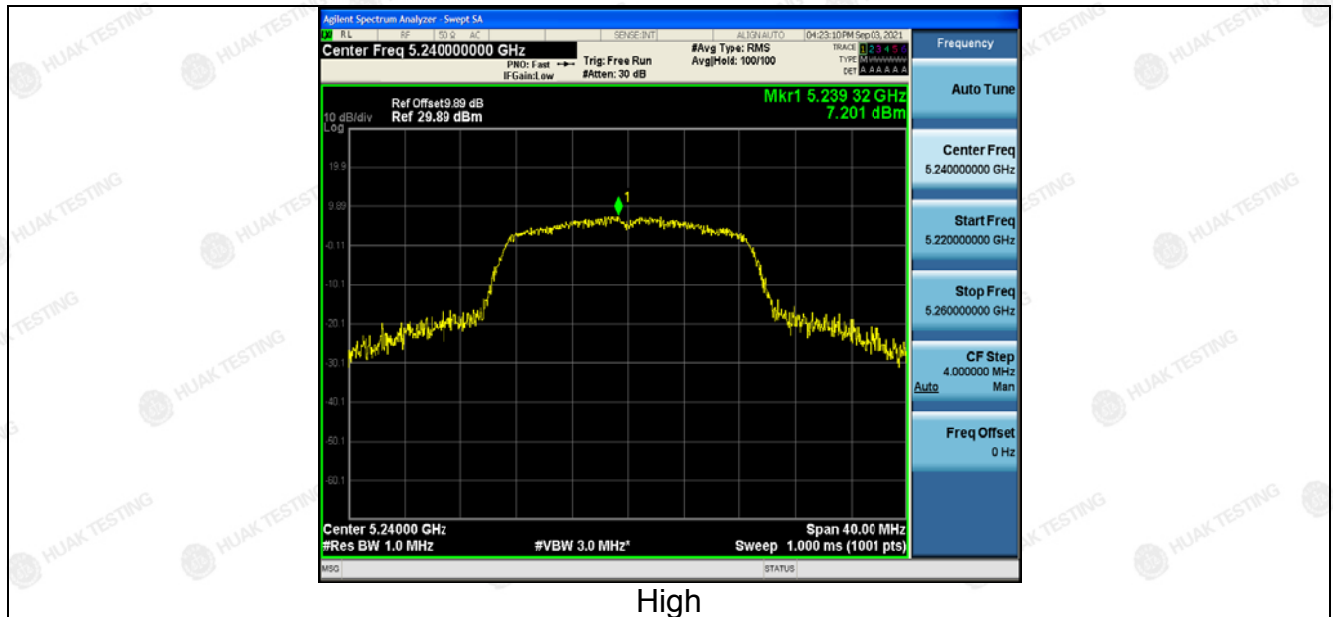 Agilent Spectrum Analyzer - Swept SA
RL RF 50 Ω AC SENSE:INT ALIGNAUTO 04:23:10 PM Sep 03, 2021
Center Freq 5.240000000 GHz
PNO: Fast
IFGain:Low
Trig: Free Run
#Atten: 30 dB
#Avg Type: RMS
Avg|Hold: 100/100
TRACE 1 2 3 4 5 6
TYPE M
DET A A A A A A
Frequency
Mkr1 5.239 32 GHz
7.201 dBm
Ref Offset9.89 dB
10 dB/div Ref 29.89 dBm
Log
19.9
9.89
-0.11
-10.1
-20.1
-30.1
-40.1
-50.1
-60.1
1
Center 5.24000 GHz
Span 40.00 MHz
#Res BW 1.0 MHz
#VBW 3.0 MHz*
Sweep 1.000 ms (1001 pts)
MSG
STATUS
Auto Tune
Center Freq
5.240000000 GHz
Start Freq
5.220000000 GHz
Stop Freq
5.260000000 GHz
CF Step
4.000000 MHz
Auto Man
Freq Offset
0 Hz
High
HUAK TESTING